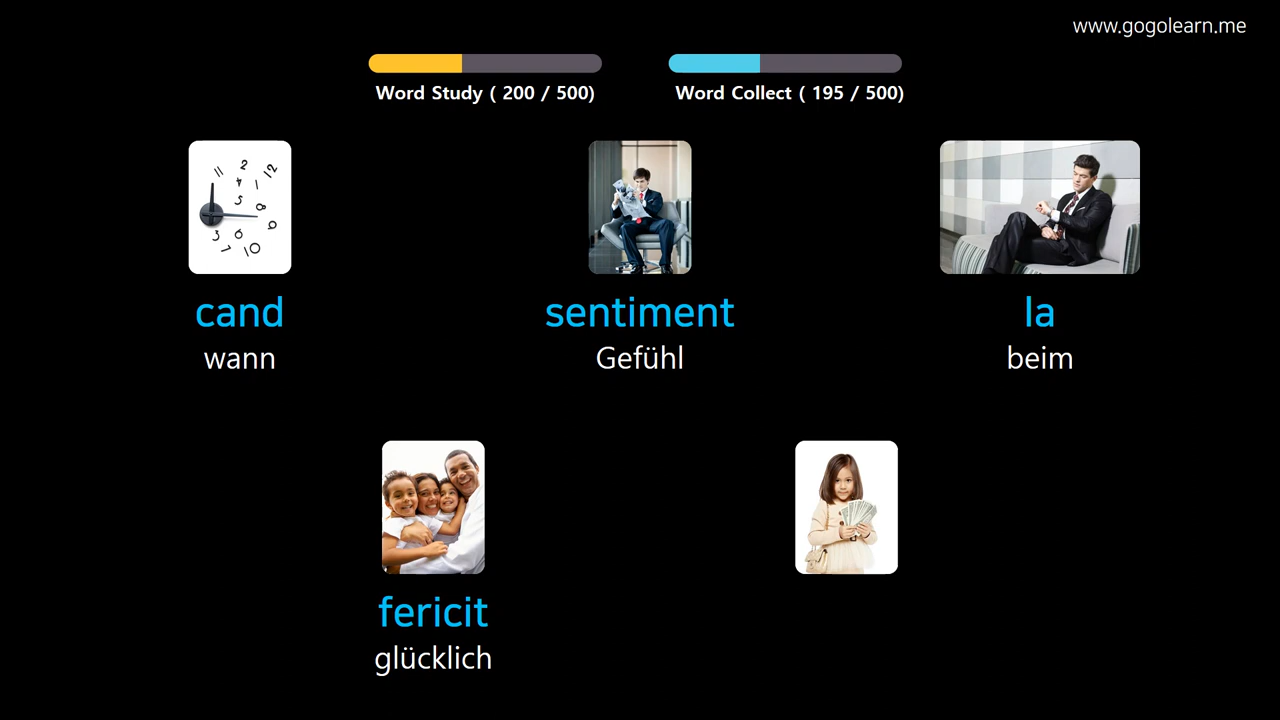 www.gogolearn.me
Word Study ( 200 / 500)
Word Collect ( 195 / 500)
cand
wann
sentiment
Gefühl
la
beim
fericit
glücklich